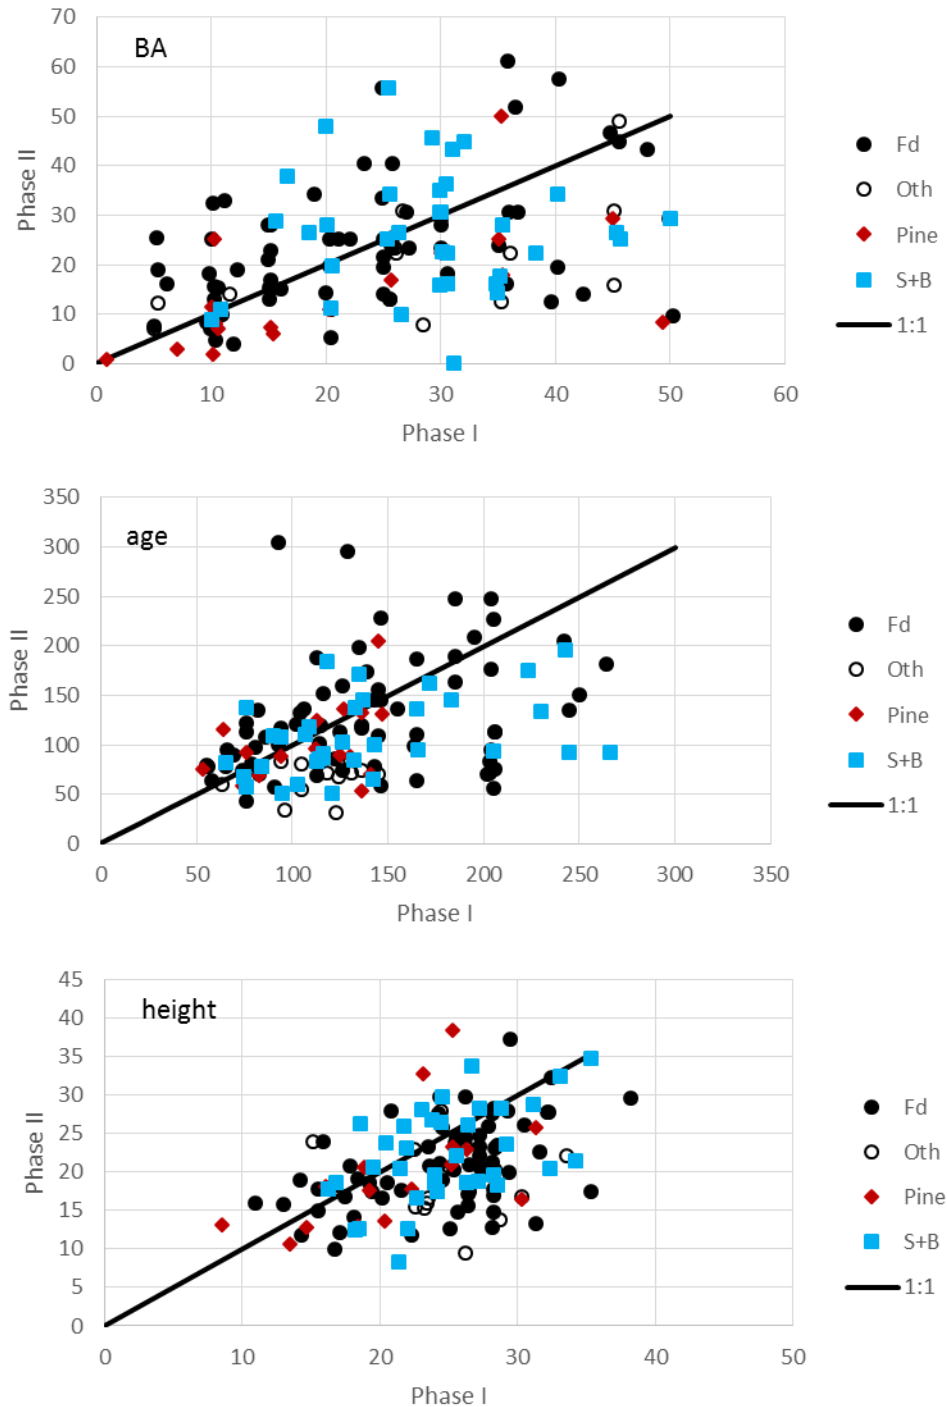 BA
70
60
50
40
30
20
10
0
0 10 20 30 40 50 60
Phase II
Phase I
Fd
Oth
Pine
S+B
1:1
age
350
300
250
200
150
100
50
0
0 50 100 150 200 250 300 350
Phase II
Phase I
Fd
Oth
Pine
S+B
1:1
height
45
40
35
30
25
20
15
10
5
0
0 10 20 30 40 50
Phase II
Phase I
Fd
Oth
Pine
S+B
1:1